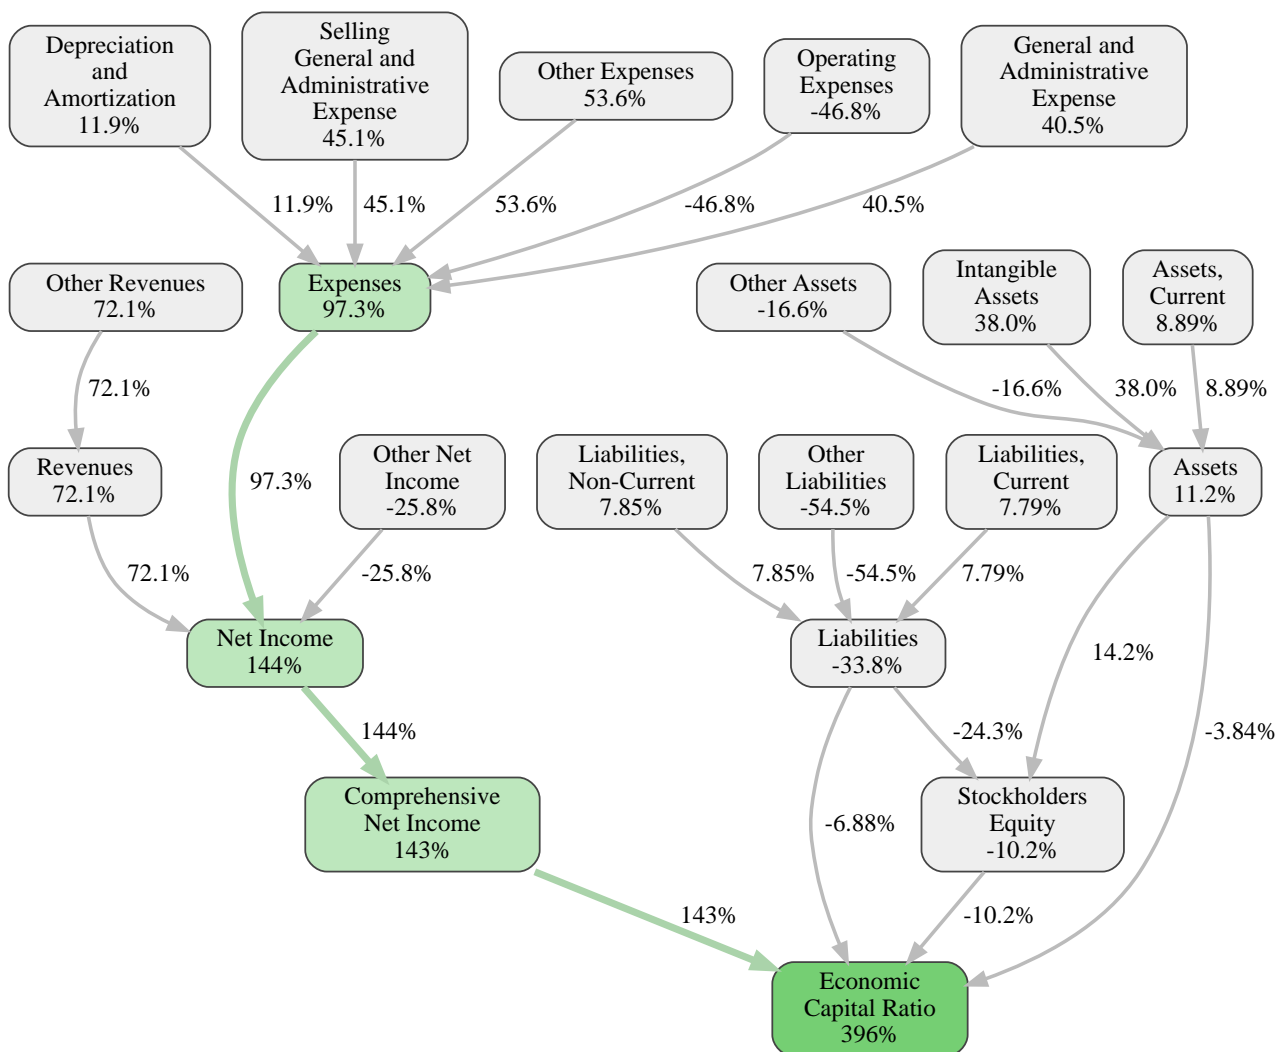 Depreciation
and
Amortization
11.9%
Selling
General and
Administrative
Expense
45.1%
Other Expenses
53.6%
Operating
Expenses
-46.8%
General and
Administrative
Expense
40.5%
11.9%
45.1%
53.6%
-46.8%
40.5%
Other Revenues
72.1%
Expenses
97.3%
Other Assets
-16.6%
Intangible
Assets
38.0%
Assets,
Current
8.89%
72.1%
-16.6%
38.0%
8.89%
Revenues
72.1%
97.3%
Other Net
Income
-25.8%
Liabilities,
Non-Current
7.85%
Other
Liabilities
-54.5%
Liabilities,
Current
7.79%
Assets
11.2%
72.1%
-25.8%
7.85%
-54.5%
7.79%
Net Income
144%
Liabilities
-33.8%
14.2%
144%
-24.3%
-3.84%
Comprehensive
Net Income
143%
-6.88%
Stockholders
Equity
-10.2%
143%
-10.2%
Economic
Capital Ratio
396%